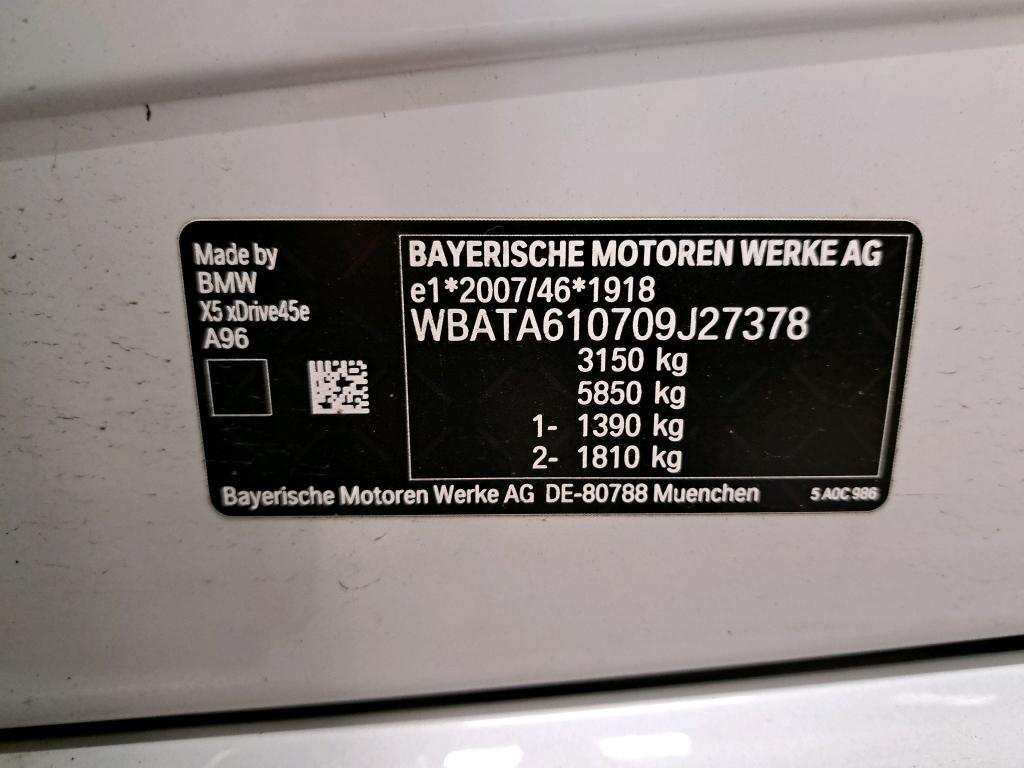 Made by
BMW
X5 xDrive45e
A96
BAYERISCHE MOTOREN WERKE AG
e1*2007/46*1918
WBATA610709J27378
3150 kg
5850 kg
1- 1390 kg
2- 1810 kg
Bayerische Motoren Werke AG DE-80788 Muenchen
5 A0C 986